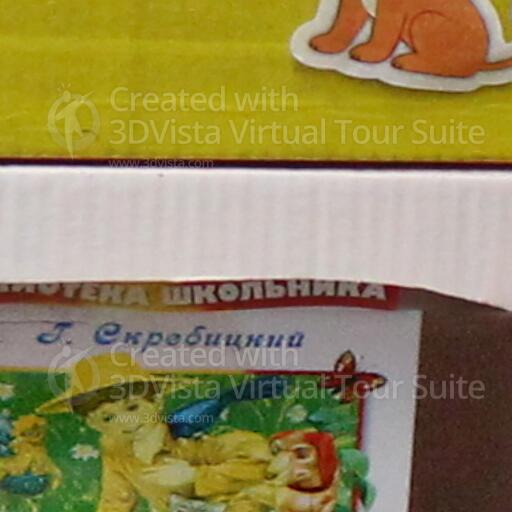 Created with
3DVista Virtual Tour Suite
www.3dvista.com
БИБЛИОТЕКА ШКОЛЬНИКА
Г. Скребицкий
Created with
3DVista Virtual Tour Suite
www.3dvista.com